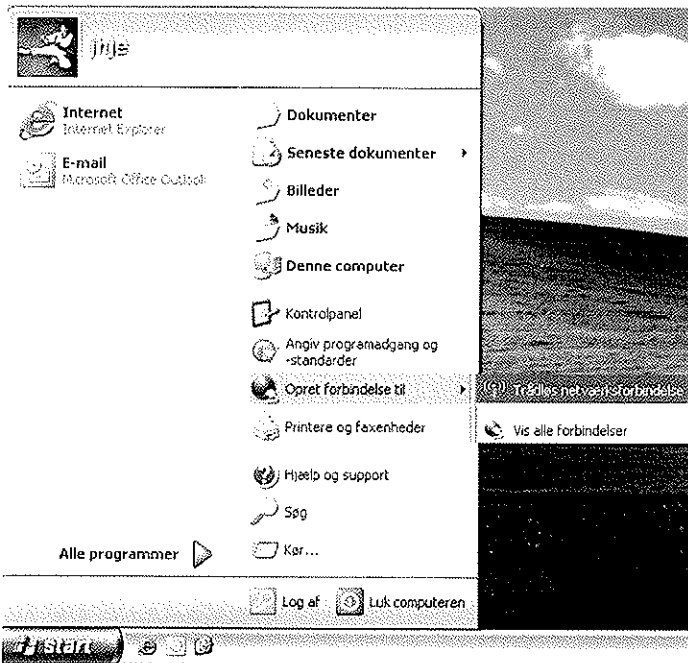 jhje
Internet
Internet Explorer
E-mail
Microsoft Office Outlook
Alle programmer
Dokumenter
Seneste dokumenter
Billeder
Musik
Denne computer
Kontrolpanel
Angiv programadgang og
-standarder
Opret forbindelse til
Printere og faxenheder
Hjælp og support
Søg
Kør...
Trådløs netværksforbindelse
Vis alle forbindelser
Log af
Luk computeren
start